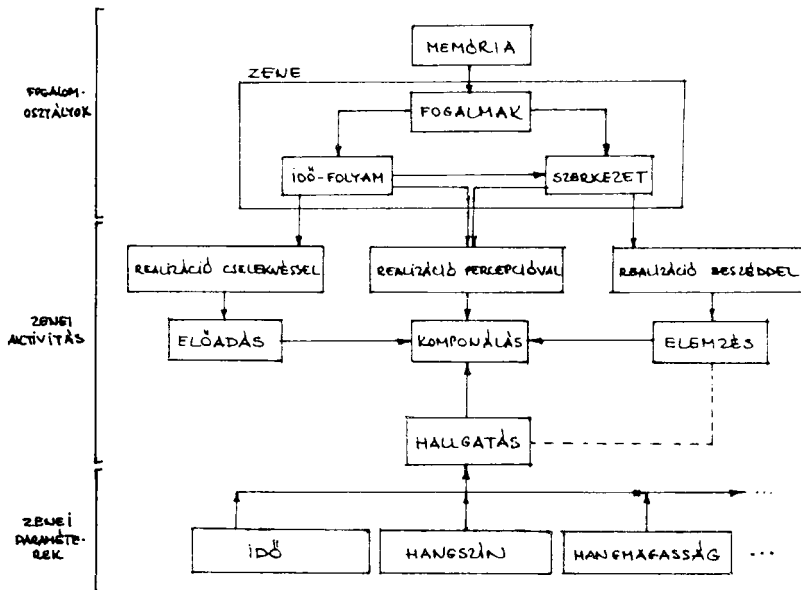 MEMÓRIA
ZENE
FOGALOM-
OSZTÁLYOK
FOGALMAK
IDŐ-FOLYAM
SZERKEZET
REALIZÁCIÓ CSELEKVÉSSEL
REALIZÁCIÓ PERCEPCIÓVAL
REALIZÁCIÓ BESZÉDDEL
ZENEI
AKTIVITÁS
ELŐADÁS
KOMPONÁLÁS
ELEMZÉS
HALLGATÁS
ZENEI
PARAMÉTE-
REK
...
IDŐ
HANGSZÍN
HANGMAGASSÁG
...